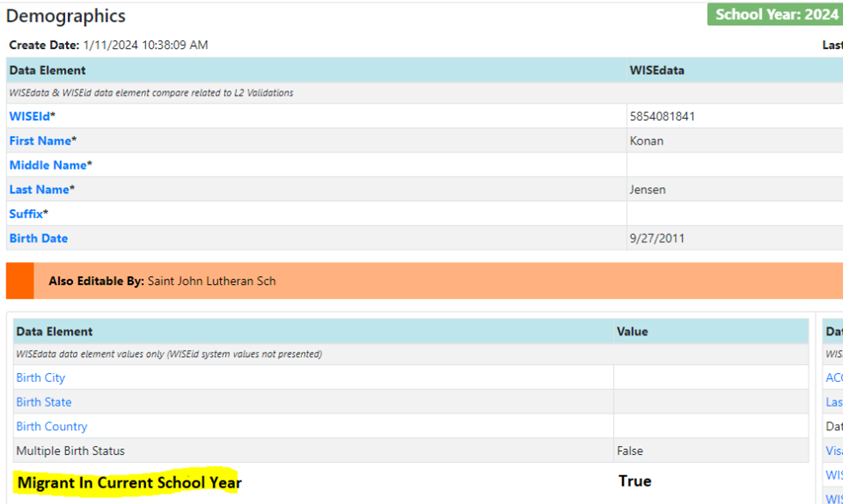 Demographics
School Year: 2024
Create Date: 1/11/2024 10:38:09 AM
Last
Data Element WISEdata
WISEdata & WISEid data element compare related to L2 Validations
WISEId* 5854081841
First Name* Konan
Middle Name*
Last Name* Jensen
Suffix*
Birth Date 9/27/2011
Also Editable By: Saint John Lutheran Sch
Data Element Value Dat
WISEdata data element values only (WISEid system values not presented) WIS
Birth City ACC
Birth State Las
Birth Country Dat
Multiple Birth Status False Visa
Migrant In Current School Year True WIS
WIS